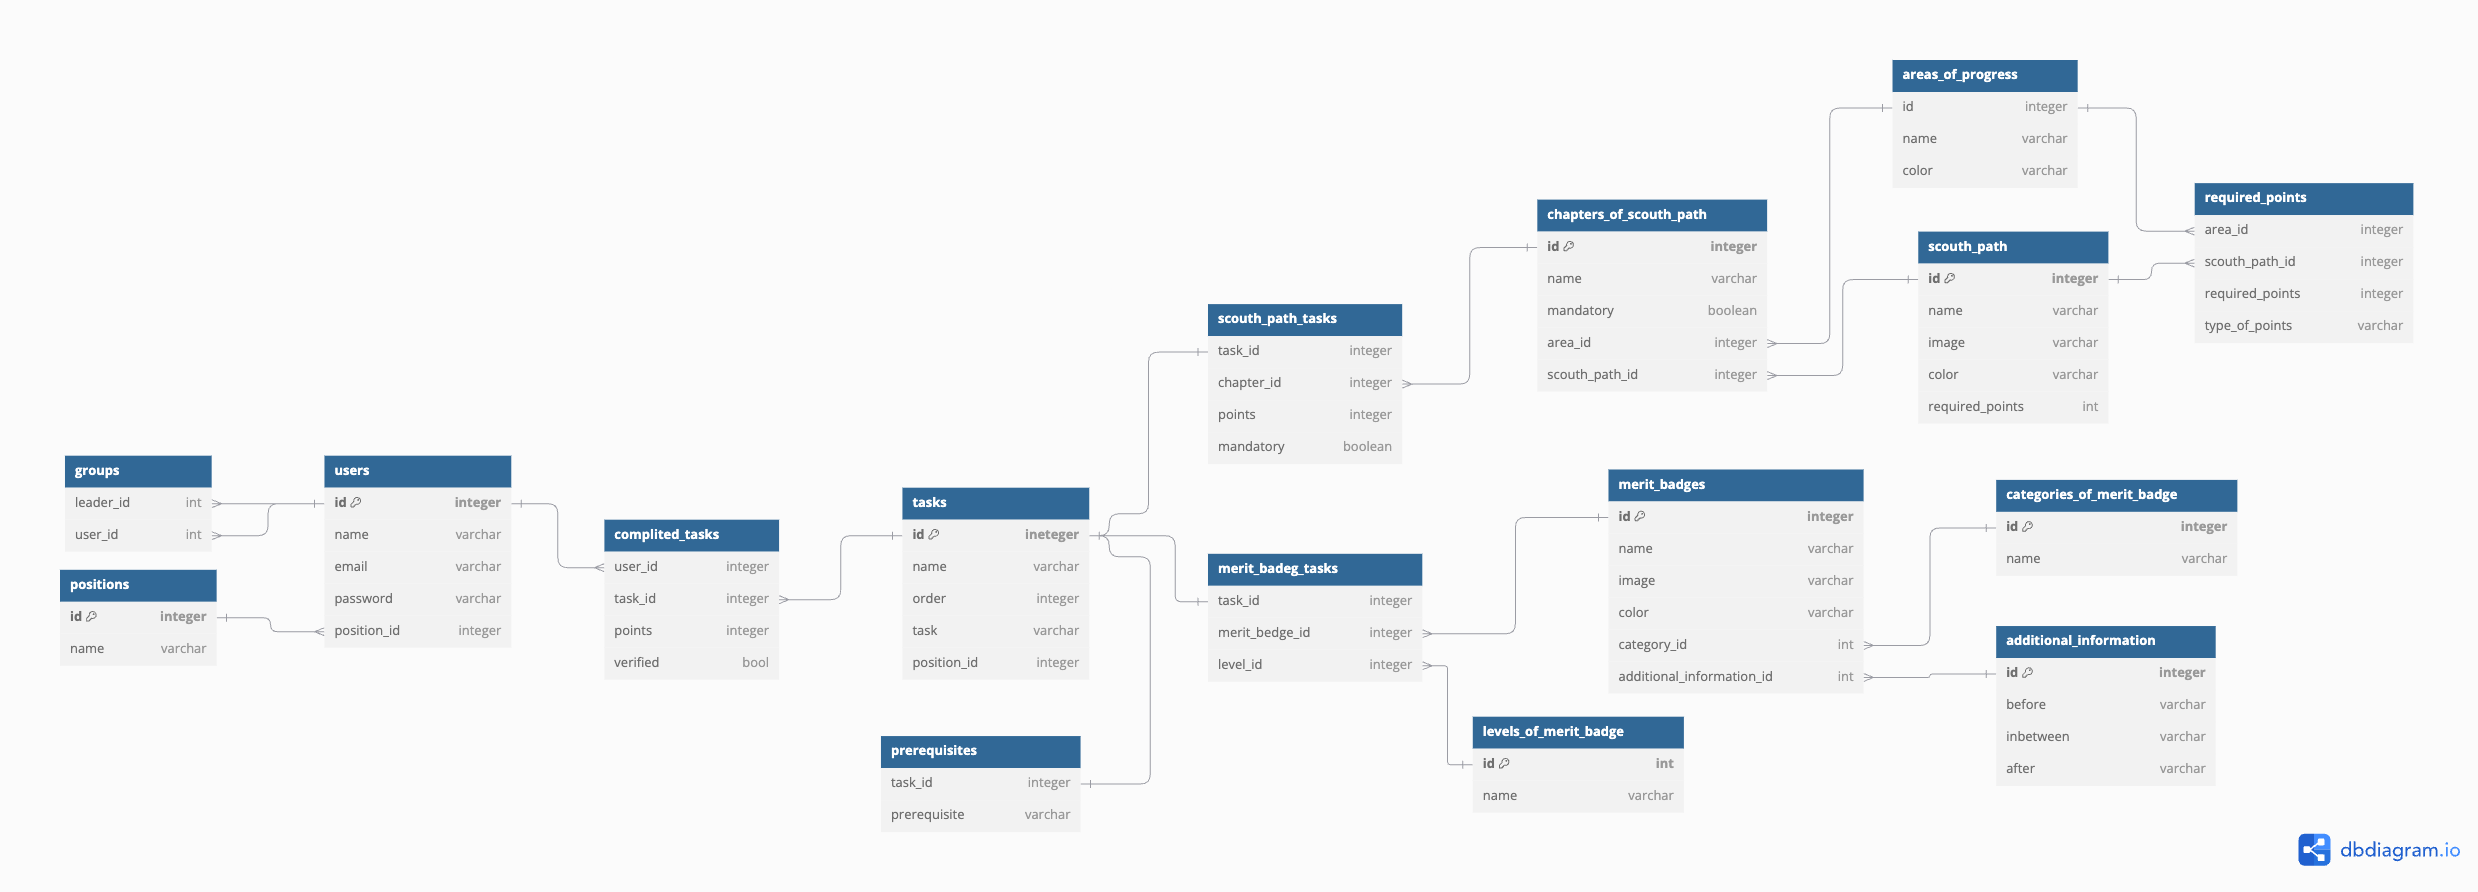 areas_of_progress
id integer
name varchar
color varchar
required_points
area_id integer
scouth_path_id integer
required_points integer
type_of_points varchar
chapters_of_scouth_path
id integer
name varchar
mandatory boolean
area_id integer
scouth_path_id integer
scouth_path
id integer
name varchar
image varchar
color varchar
required_points int
scouth_path_tasks
task_id integer
chapter_id integer
points integer
mandatory boolean
groups
leader_id int
user_id int
users
id integer
name varchar
email varchar
password varchar
position_id integer
positions
id integer
name varchar
complited_tasks
user_id integer
task_id integer
points integer
verified bool
tasks
id ineteger
name varchar
order integer
task varchar
position_id integer
prerequisites
task_id integer
prerequisite varchar
merit_badeg_tasks
task_id integer
merit_bedge_id integer
level_id integer
merit_badges
id integer
name varchar
image varchar
color varchar
category_id int
additional_information_id int
levels_of_merit_badge
id int
name varchar
categories_of_merit_badge
id integer
name varchar
additional_information
id integer
before varchar
inbetween varchar
after varchar
dbdiagram.io